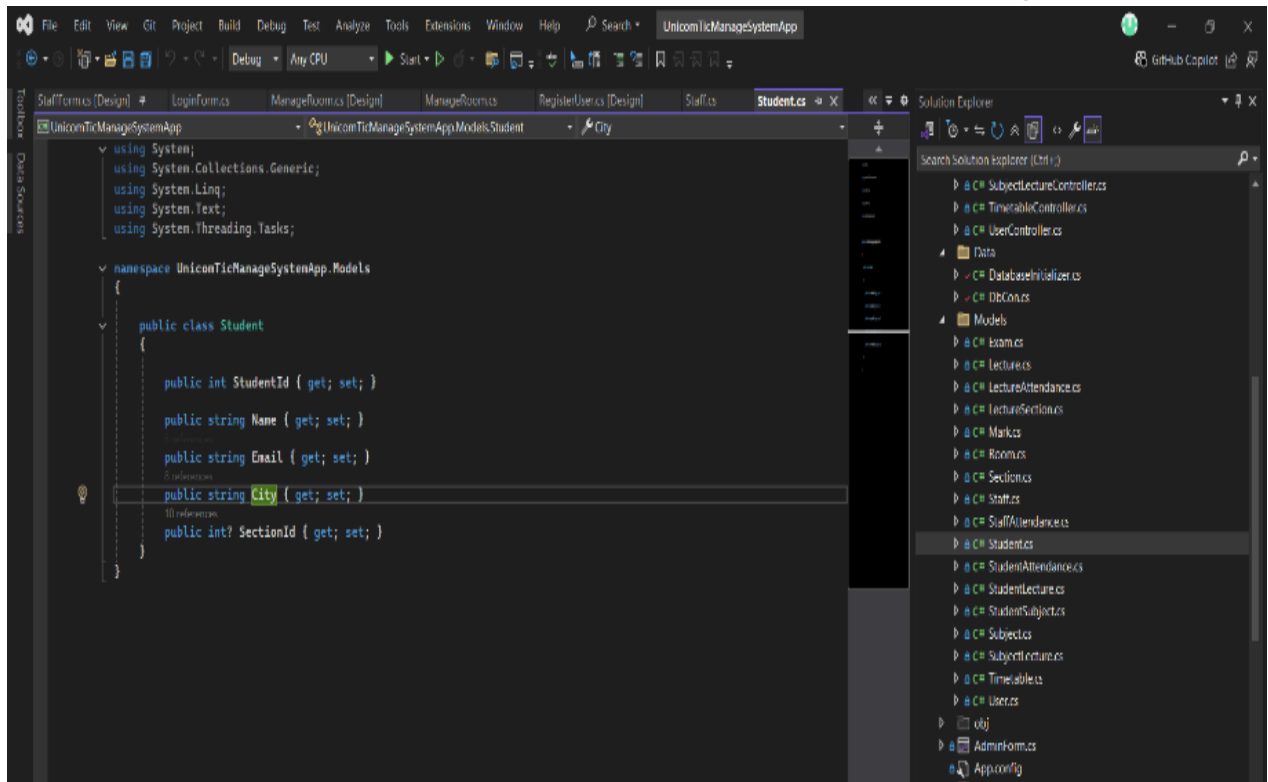 File Edit View Git Project Build Debug Test Analyze Tools Extensions Window Help Search UnicomTicManageSystemApp
Debug Any CPU Start GitHub Copilot
StaffForm.cs [Design] LoginForm.cs ManageRoom.cs [Design] ManageRoom.cs RegisterUser.cs [Design] Staff.cs Student.cs
UnicomTicManageSystemApp UnicomTicManageSystemApp.Models.Student City
Toolbox
Data Sources
using System;
using System.Collections.Generic;
using System.Linq;
using System.Text;
using System.Threading.Tasks;
namespace UnicomTicManageSystemApp.Models
{
public class Student
{
public int StudentId { get; set; }
public string Name { get; set; }
references
public string Email { get; set; }
8 references
public string City { get; set; }
10 references
public int? SectionId { get; set; }
}
}
Solution Explorer
Search Solution Explorer (Ctrl+;)
C# SubjectLectureController.cs
C# TimetableController.cs
C# UserController.cs
Data
C# DatabaseInitializer.cs
C# DbCon.cs
Models
C# Exam.cs
C# Lecture.cs
C# LectureAttendance.cs
C# LectureSection.cs
C# Mark.cs
C# Room.cs
C# Section.cs
C# Staff.cs
C# StaffAttendance.cs
C# Student.cs
C# StudentAttendance.cs
C# StudentLecture.cs
C# StudentSubject.cs
C# Subject.cs
C# SubjectLecture.cs
C# Timetable.cs
C# User.cs
obj
AdminForm.cs
App.config